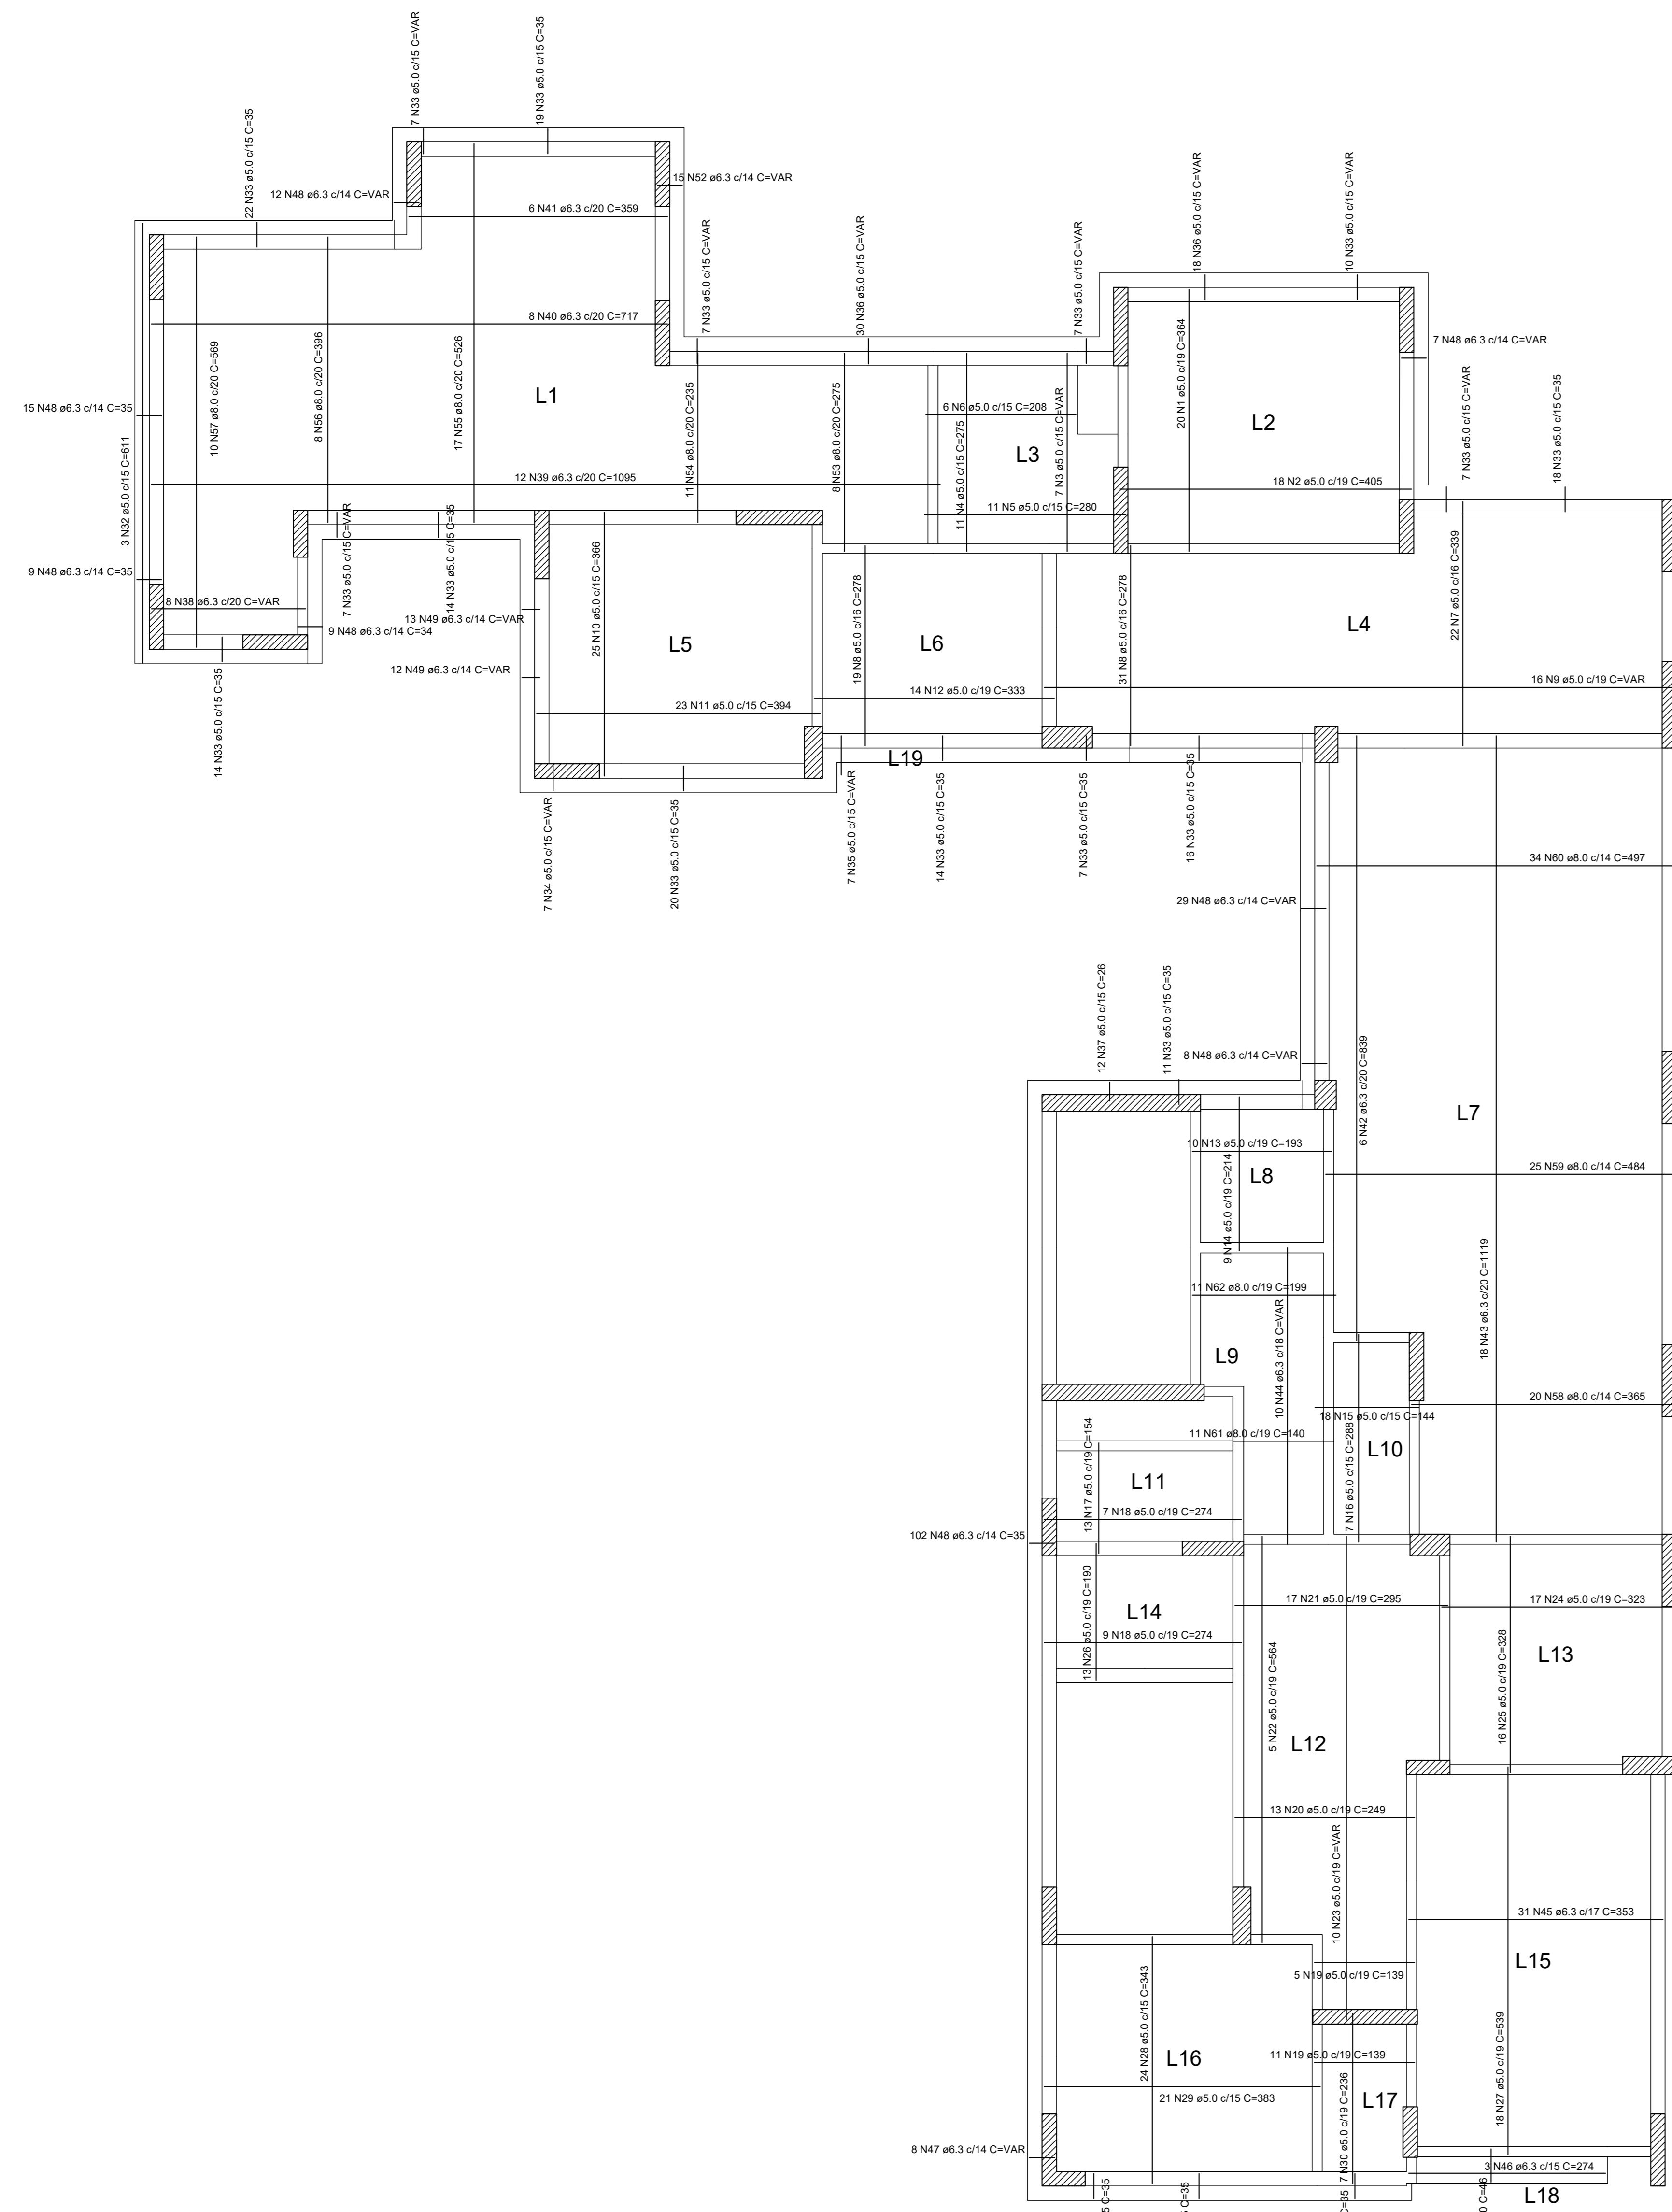 7 N33 ø5.0 c/15 C=VAR
19 N33 ø5.0 c/15 C=35
22 N33 ø5.0 c/15 C=35
12 N48 ø6.3 c/14 C=VAR
15 N52 ø6.3 c/14 C=VAR
6 N41 ø6.3 c/20 C=359
18 N36 ø5.0 c/15 C=VAR
10 N33 ø5.0 c/15 C=VAR
7 N33 ø5.0 c/15 C=VAR
30 N36 ø5.0 c/15 C=VAR
7 N33 ø5.0 c/15 C=VAR
8 N40 ø6.3 c/20 C=717
20 N1 ø5.0 c/19 C=364
7 N48 ø6.3 c/14 C=VAR
10 N57 ø8.0 c/20 C=569
8 N56 ø8.0 c/20 C=396
17 N55 ø8.0 c/20 C=526
L1
15 N48 ø6.3 c/14 C=35
3 N32 ø5.0 c/15 C=611
11 N54 ø8.0 c/20 C=235
8 N53 ø8.0 c/20 C=275
6 N6 ø5.0 c/15 C=208
11 N4 ø5.0 c/15 C=275
L3
7 N3 ø5.0 c/15 C=VAR
L2
7 N33 ø5.0 c/15 C=VAR
18 N33 ø5.0 c/15 C=35
12 N39 ø6.3 c/20 C=1095
18 N2 ø5.0 c/19 C=405
11 N5 ø5.0 c/15 C=280
9 N48 ø6.3 c/14 C=35
8 N38 ø6.3 c/20 C=VAR
7 N33 ø5.0 c/15 C=VAR
14 N33 ø5.0 c/15 C=35
9 N48 ø6.3 c/14 C=34
13 N49 ø6.3 c/14 C=VAR
12 N49 ø6.3 c/14 C=VAR
25 N10 ø5.0 c/15 C=366
L5
19 N8 ø5.0 c/16 C=278
L6
31 N8 ø5.0 c/16 C=278
L4
22 N7 ø5.0 c/16 C=339
16 N9 ø5.0 c/19 C=VAR
14 N12 ø5.0 c/19 C=333
23 N11 ø5.0 c/15 C=394
14 N33 ø5.0 c/15 C=35
L19
7 N34 ø5.0 c/15 C=VAR
20 N33 ø5.0 c/15 C=35
7 N35 ø5.0 c/15 C=VAR
14 N33 ø5.0 c/15 C=35
7 N33 ø5.0 c/15 C=35
16 N33 ø5.0 c/15 C=35
34 N60 ø8.0 c/14 C=497
29 N48 ø6.3 c/14 C=VAR
12 N37 ø5.0 c/15 C=26
11 N33 ø5.0 c/15 C=35
8 N48 ø6.3 c/14 C=VAR
6 N42 ø6.3 c/20 C=839
L7
10 N13 ø5.0 c/19 C=193
9 N14 ø5.0 c/19 C=214
L8
25 N59 ø8.0 c/14 C=484
18 N43 ø6.3 c/20 C=1119
11 N62 ø8.0 c/19 C=199
10 N44 ø6.3 c/18 C=VAR
L9
20 N58 ø8.0 c/14 C=365
18 N15 ø5.0 c/15 C=144
11 N61 ø8.0 c/19 C=140
7 N16 ø5.0 c/15 C=288
L10
13 N17 ø5.0 c/19 C=154
L11
7 N18 ø5.0 c/19 C=274
102 N48 ø6.3 c/14 C=35
13 N26 ø5.0 c/19 C=190
L14
9 N18 ø5.0 c/19 C=274
17 N21 ø5.0 c/19 C=295
17 N24 ø5.0 c/19 C=323
16 N25 ø5.0 c/19 C=328
L13
5 N22 ø5.0 c/19 C=564
L12
13 N20 ø5.0 c/19 C=249
10 N23 ø5.0 c/19 C=VAR
31 N45 ø6.3 c/17 C=353
L15
5 N19 ø5.0 c/19 C=139
24 N28 ø5.0 c/15 C=343
L16
11 N19 ø5.0 c/19 C=139
21 N29 ø5.0 c/15 C=383
L17
7 N30 ø5.0 c/19 C=236
18 N27 ø5.0 c/19 C=539
8 N47 ø6.3 c/14 C=VAR
3 N46 ø6.3 c/15 C=274
L18
5 C=35
C=35
C=35
0 C=46